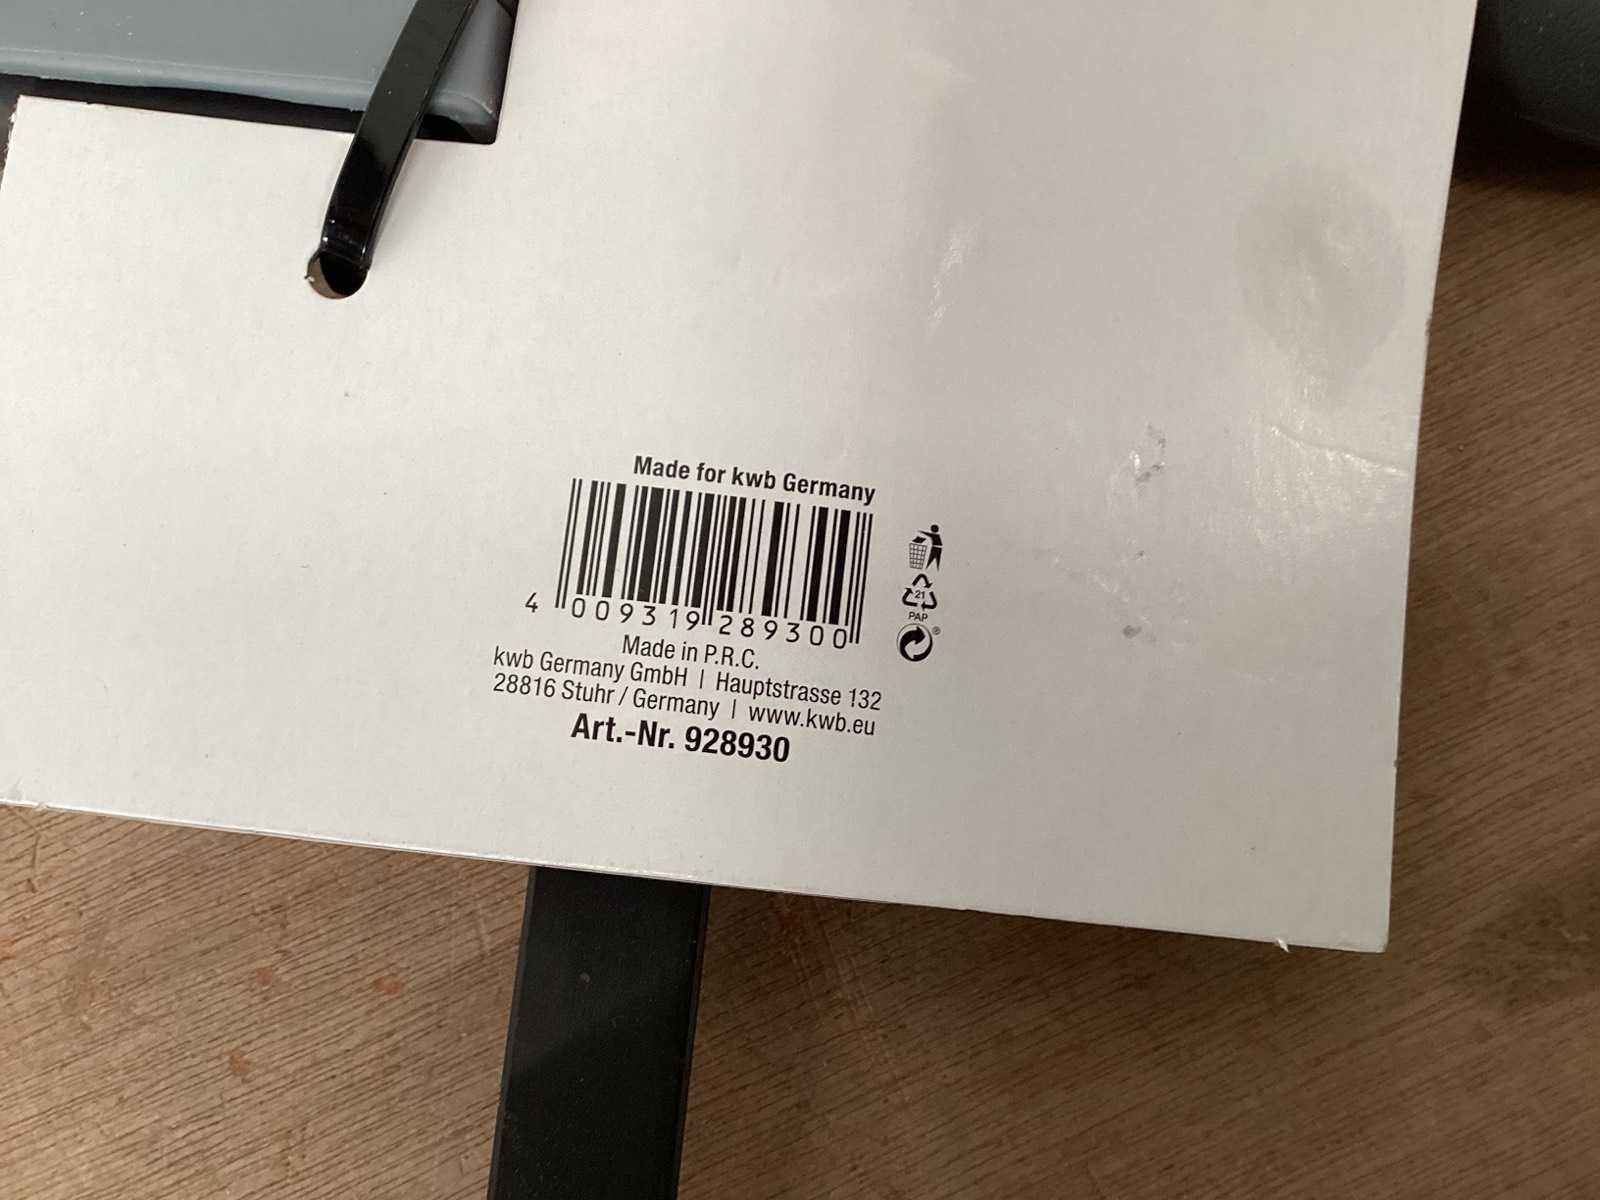 Made for kwb Germany
4 009319 289300
21
PAP
®
Made in P.R.C.
kwb Germany GmbH | Hauptstrasse 132
28816 Stuhr / Germany | www.kwb.eu
Art.-Nr. 928930